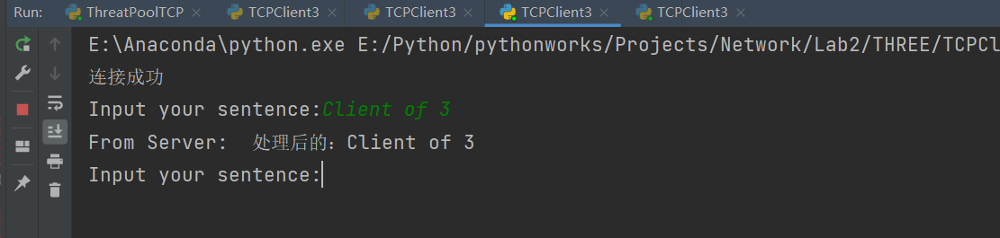 Run: ThreatPoolTCP TCPClient3 TCPClient3 TCPClient3 TCPClient3
E:\Anaconda\python.exe E:/Python/pythonworks/Projects/Network/Lab2/THREE/TCPCl
连接成功
Input your sentence:Client of 3
From Server:  处理后的：Client of 3
Input your sentence: